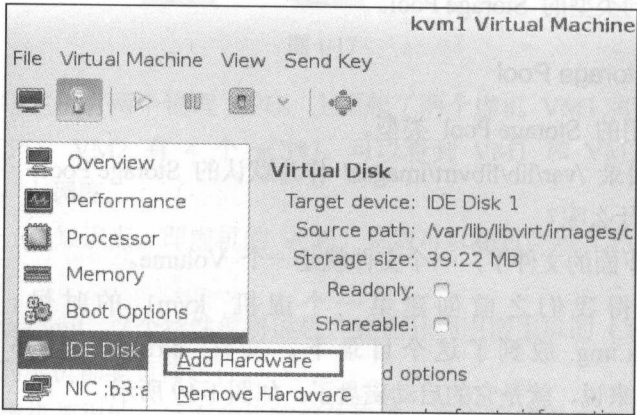 kvm1 Virtual Machine
File Virtual Machine View Send Key
Overview
Performance
Processor
Memory
Boot Options
IDE Disk
NIC :b3:a
Add Hardware
Remove Hardware
Virtual Disk
Target device: IDE Disk 1
Source path: /var/lib/libvirt/images/c
Storage size: 39.22 MB
Readonly:
Shareable:
d options